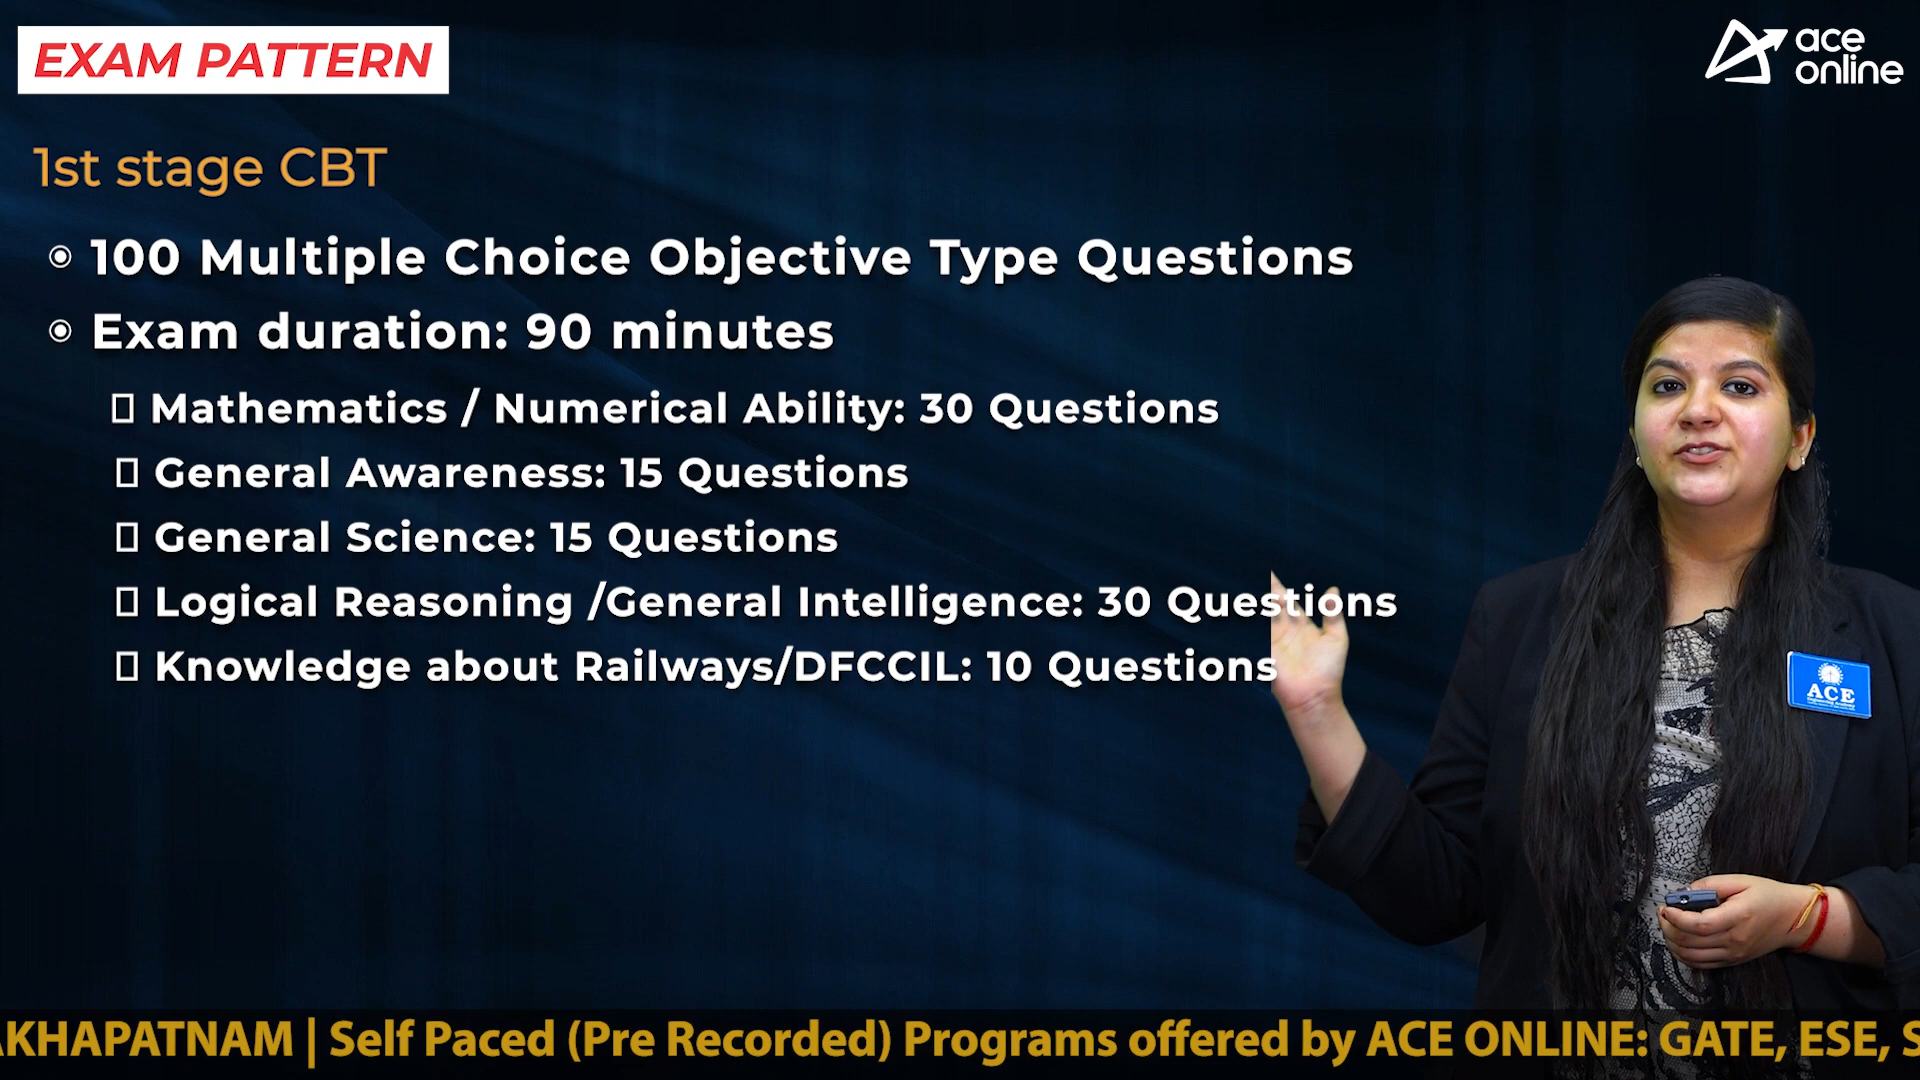 EXAM PATTERN
ace
online
1st stage CBT
100 Multiple Choice Objective Type Questions
Exam duration: 90 minutes
Mathematics / Numerical Ability: 30 Questions
General Awareness: 15 Questions
General Science: 15 Questions
Logical Reasoning /General Intelligence: 30 Questions
Knowledge about Railways/DFCCIL: 10 Questions
ACE
AKHAPATNAM | Self Paced (Pre Recorded) Programs offered by ACE ONLINE: GATE, ESE, S